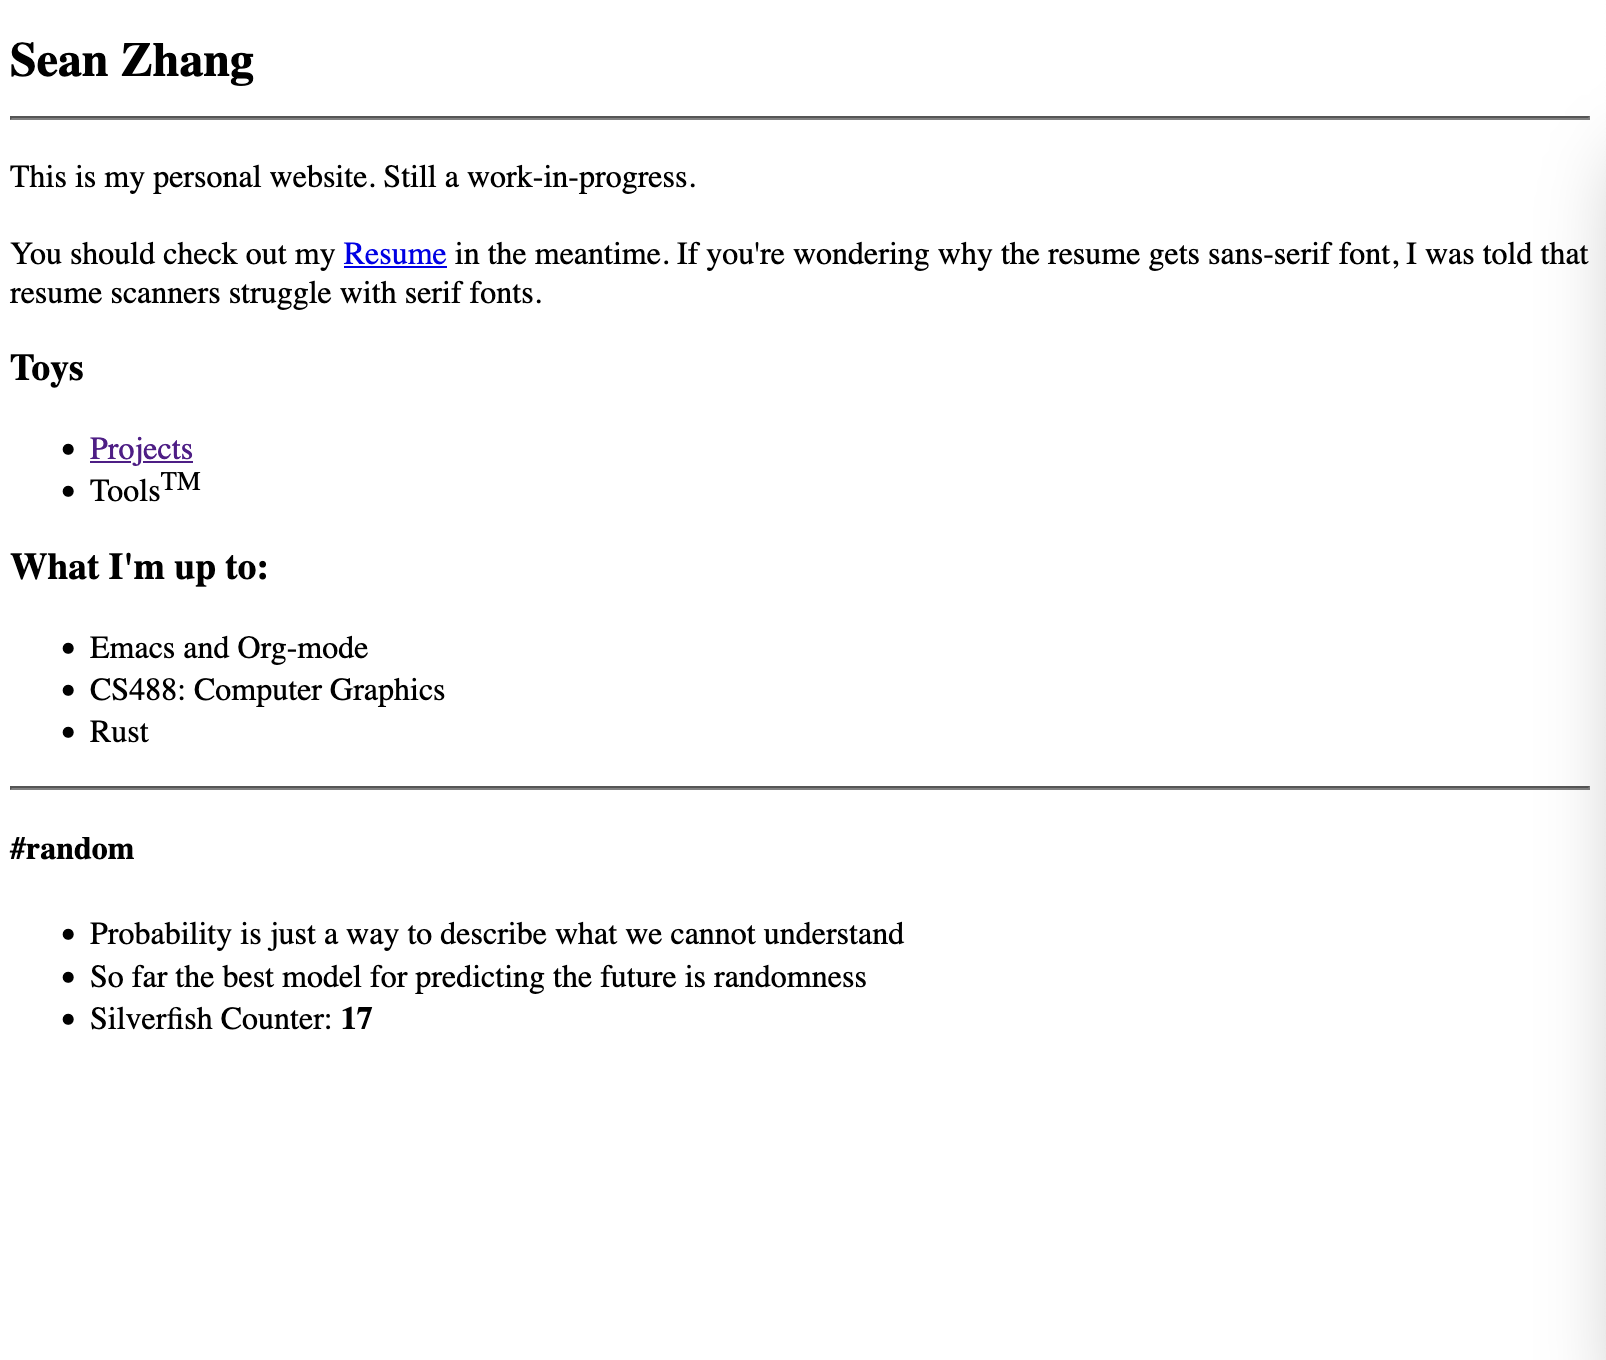 Sean Zhang
This is my personal website. Still a work-in-progress.
You should check out my Resume in the meantime. If you're wondering why the resume gets sans-serif font, I was told that
resume scanners struggle with serif fonts.
Toys
• Projects
• ToolsTM
What I'm up to:
• Emacs and Org-mode
• CS488: Computer Graphics
• Rust
#random
• Probability is just a way to describe what we cannot understand
• So far the best model for predicting the future is randomness
• Silverfish Counter: 17